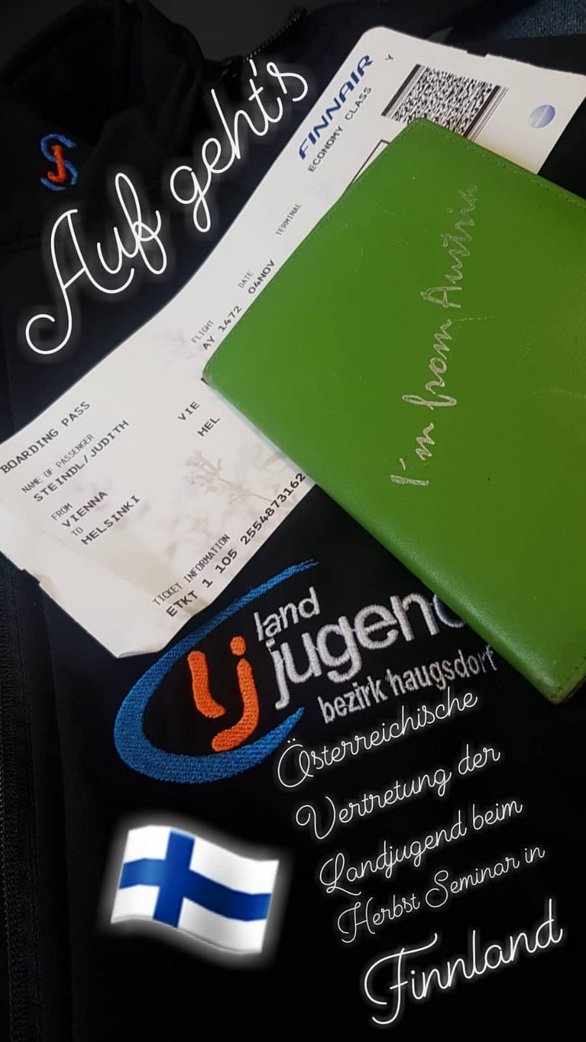 Auf geht's
FINNAIR
ECONOMY CLASS
Y
TERMINAL
FLIGHT DATE
AY 1472 04NOV
BOARDING PASS
NAME OF PASSENGER
STEINDL/JUDITH
FROM
VIENNA VIE
TO
HELSINKI HEL
TICKET INFORMATION
ETKT 1 105 2554873162
I'm from Austria
lj
land
jugend
bezirk haugsdorf
Österreichische
Vertretung der
Landjugend beim
Herbst Seminar in
Finnland